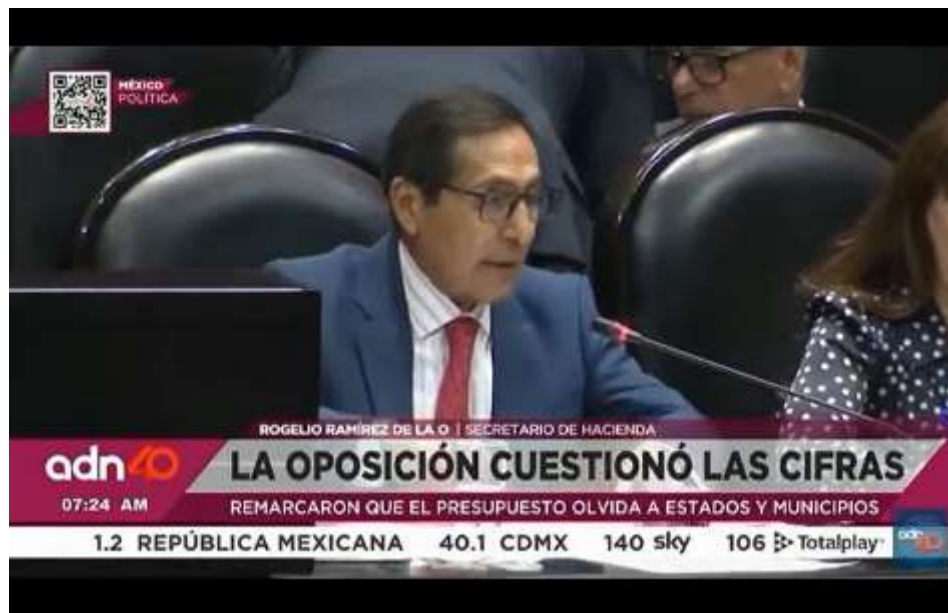 MÉXICO
POLÍTICA
ROGELIO RAMÍREZ DE LA O | SECRETARIO DE HACIENDA
adn40
LA OPOSICIÓN CUESTIONÓ LAS CIFRAS
07:24 AM
REMARCARON QUE EL PRESUPUESTO OLVIDA A ESTADOS Y MUNICIPIOS
1.2 REPÚBLICA MEXICANA 40.1 CDMX 140 sky 106 Totalplay
adn40